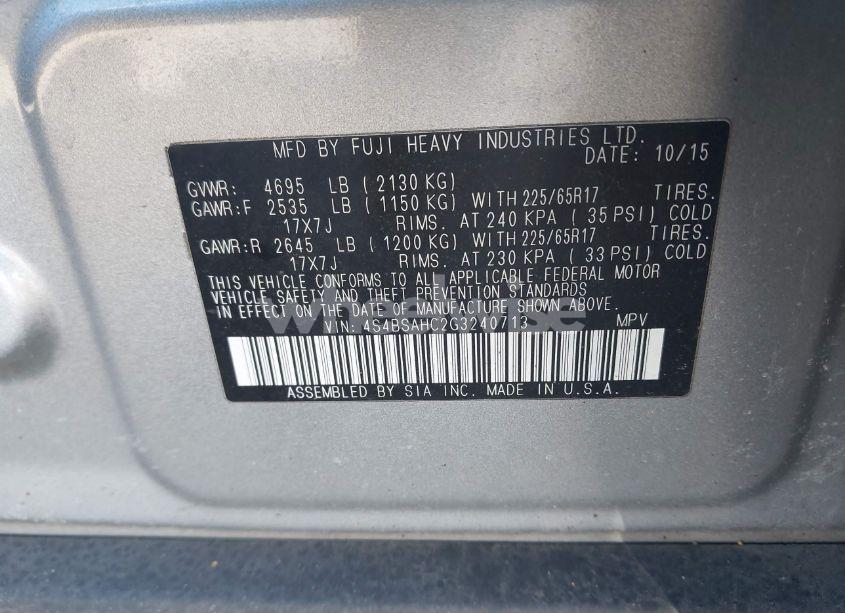 MFD BY FUJI HEAVY INDUSTRIES LTD.
DATE: 10/15
GVWR: 4695 LB ( 2130 KG)
GAWR:F 2535 LB ( 1150 KG) WITH 225/65R17 TIRES.
17X7J RIMS. AT 240 KPA ( 35 PSI) COLD
GAWR:R 2645 LB ( 1200 KG) WITH 225/65R17 TIRES.
17X7J RIMS. AT 230 KPA ( 33 PSI) COLD
THIS VEHICLE CONFORMS TO ALL APPLICABLE FEDERAL MOTOR
VEHICLE SAFETY AND THEFT PREVENTION STANDARDS
IN EFFECT ON THE DATE OF MANUFACTURE SHOWN ABOVE.
VIN: 4S4BSAHC2G3240713 MPV
ASSEMBLED BY SIA INC. MADE IN U.S.A.